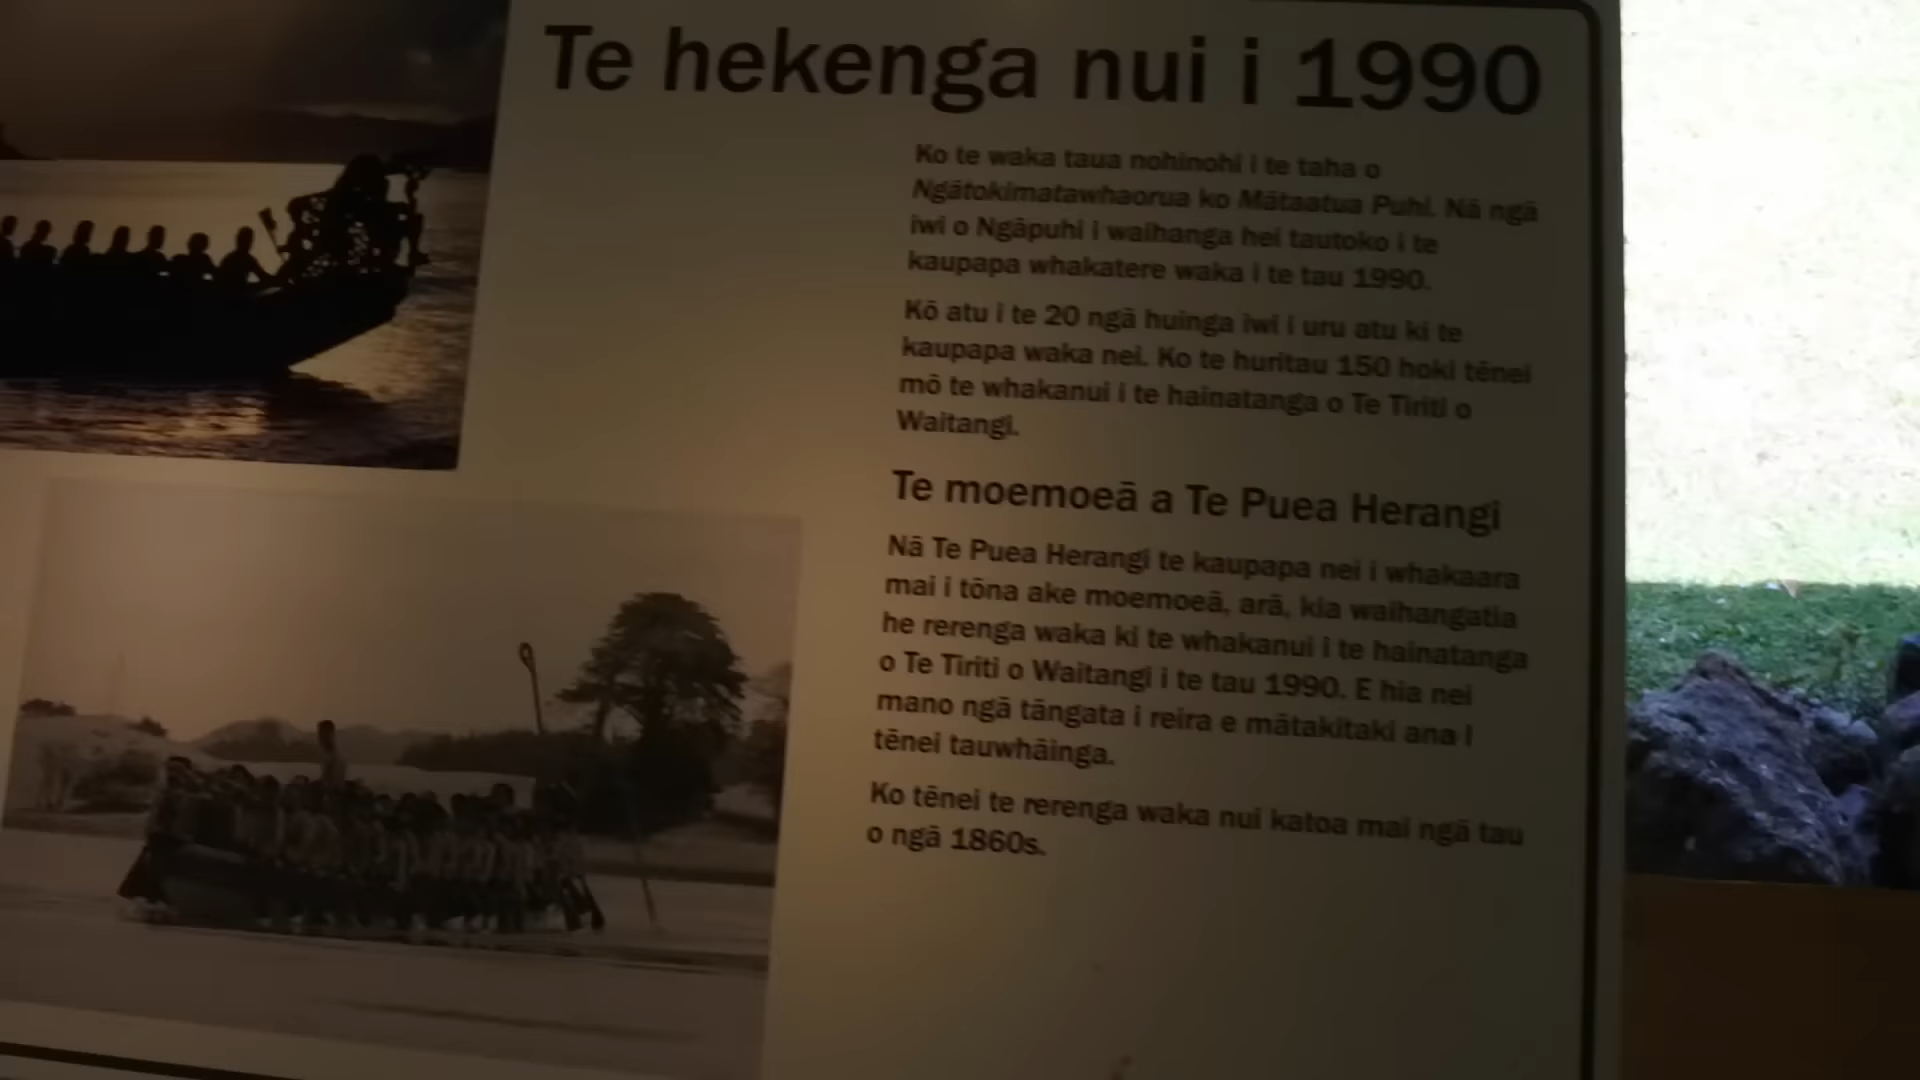 Te hekenga nui i 1990
Ko te waka taua nohinohi i te taha o
Ngātokimatawhaorua ko Mātaatua Puhi. Nā ngā
iwi o Ngāpuhi i waihanga hei tautoko i te
kaupapa whakatere waka i te tau 1990.
Kō atu i te 20 ngā huinga iwi i uru atu ki te
kaupapa waka nei. Ko te huritau 150 hoki tēnei
mō te whakanui i te hainatanga o Te Tiriti o
Waitangi.
Te moemoeā a Te Puea Herangi
Nā Te Puea Herangi te kaupapa nei i whakaara
mai i tōna ake moemoeā, arā, kia waihangatia
he rerenga waka ki te whakanui i te hainatanga
o Te Tiriti o Waitangi i te tau 1990. E hia nei
mano ngā tāngata i reira e mātakitaki ana i
tēnei tauwhāinga.
Ko tēnei te rerenga waka nui katoa mai ngā tau
o ngā 1860s.